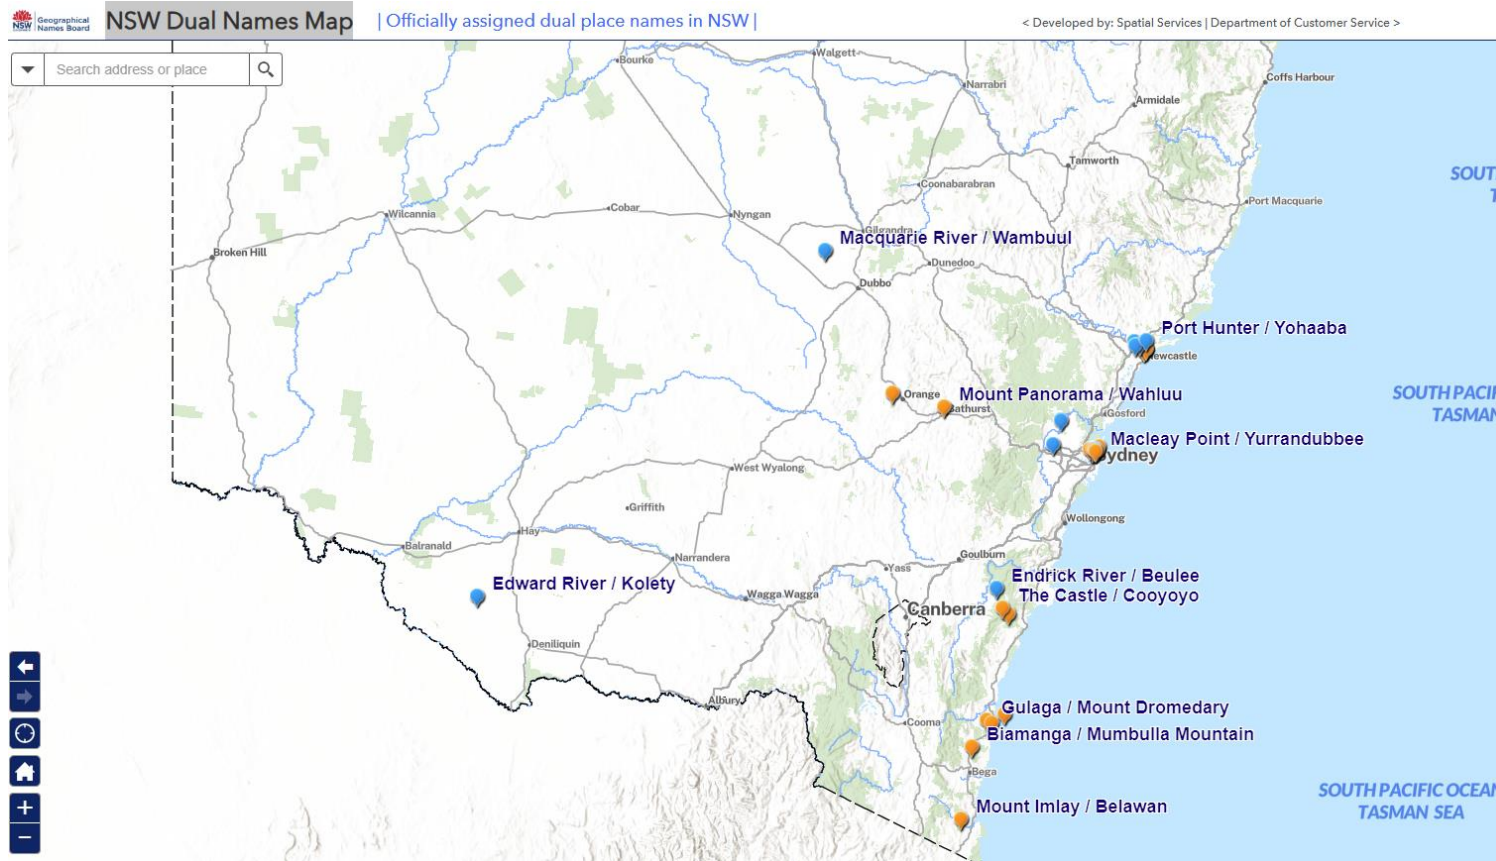 NSW
Geographical
Names Board
NSW Dual Names Map
| Officially assigned dual place names in NSW |
< Developed by: Spatial Services | Department of Customer Service >
Search address or place
Bourke
Walgett
Narrabri
Coffs Harbour
Armidale
Tamworth
SOUT
T
Coonabarabran
Port Macquarie
Wilcannia
Cobar
Nyngan
Gilgandra
Macquarie River / Wambuul
Broken Hill
Dunedoo
Dubbo
Port Hunter / Yohaaba
ewcastle
SOUTH PACIF
TASMAN
Orange
Mount Panorama / Wahluu
Bathurst
Gosford
Macleay Point / Yurrandubbee
Sydney
West Wyalong
Griffith
Wollongong
Hay
Balranald
Narrandera
Goulburn
Yass
Edward River / Kolety
Endrick River / Beulee
Wagga Wagga
The Castle / Cooyoyo
Canberra
Deniliquin
Albury
Gulaga / Mount Dromedary
Cooma
Biamanga / Mumbulla Mountain
Bega
SOUTH PACIFIC OCEAN
TASMAN SEA
Mount Imlay / Belawan